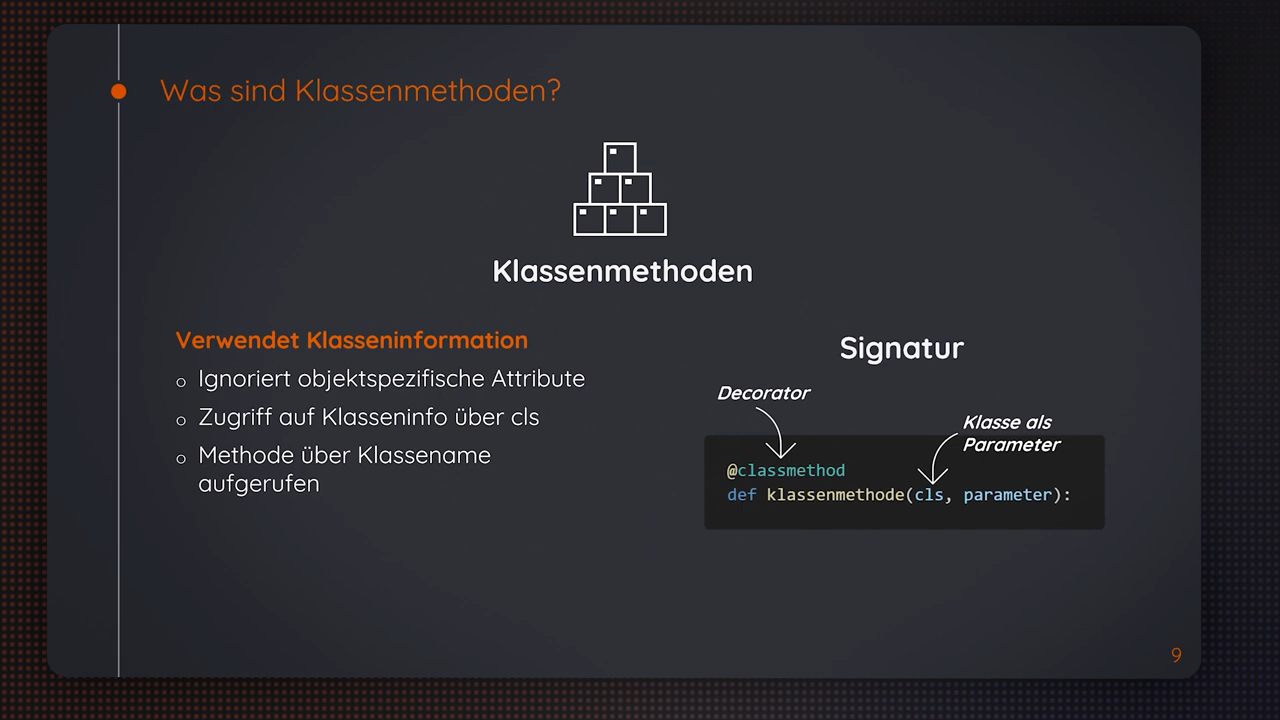 Was sind Klassenmethoden?
Klassenmethoden
Verwendet Klasseninformation
o Ignoriert objektspezifische Attribute
o Zugriff auf Klasseninfo über cls
o Methode über Klassename
aufgerufen
Signatur
Decorator
Klasse als
Parameter
@classmethod
def klassenmethode(cls, parameter):
9